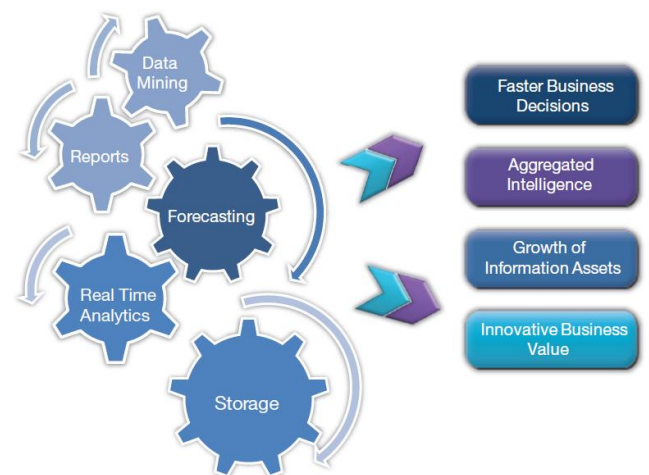 Data
Mining
Reports
Forecasting
Real Time
Analytics
Storage
Faster Business
Decisions
Aggregated
Intelligence
Growth of
Information Assets
Innovative Business
Value